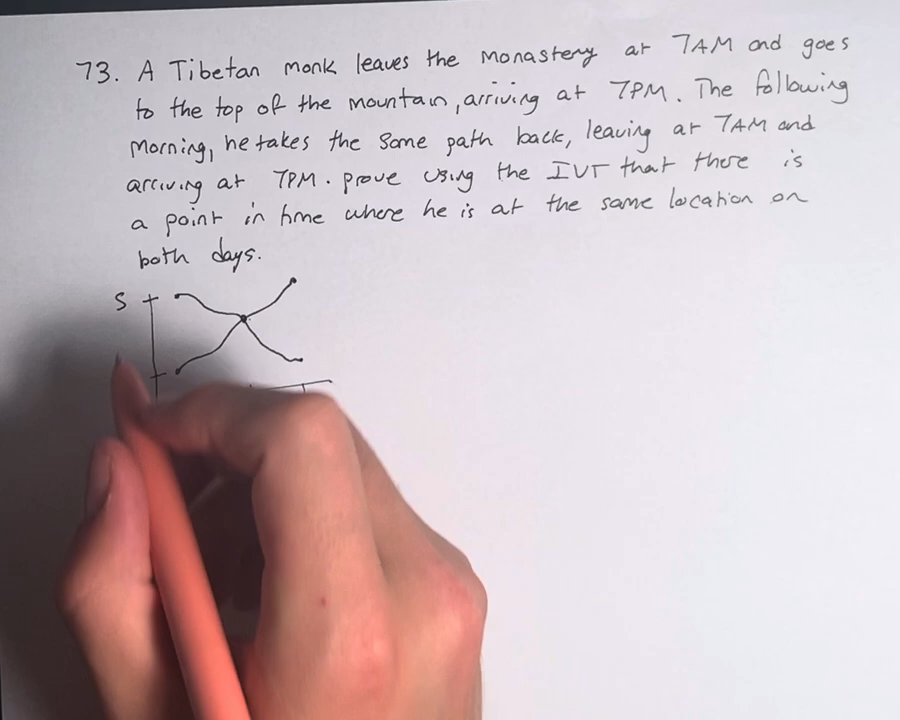 73. A Tibetan monk leaves the monastery at 7AM and goes
to the top of the mountain, arriving at 7PM. The following
morning, he takes the same path back, leaving at 7AM and
arriving at 7PM. prove using the IVT that there is
a point in time where he is at the same location on
both days.
S